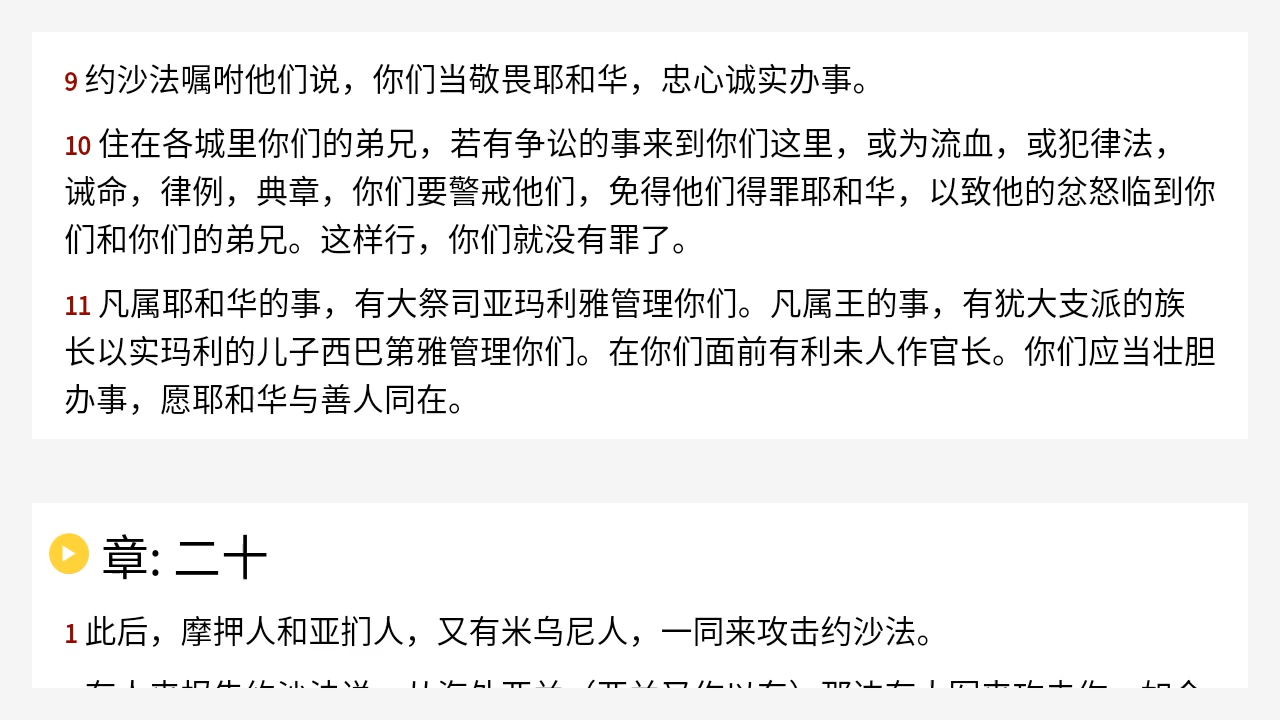 9 约沙法嘱咐他们说，你们当敬畏耶和华，忠心诚实办事。
10 住在各城里你们的弟兄，若有争讼的事来到你们这里，或为流血，或犯律法，
诫命，律例，典章，你们要警戒他们，免得他们得罪耶和华，以致他的忿怒临到你
们和你们的弟兄。这样行，你们就没有罪了。
11 凡属耶和华的事，有大祭司亚玛利雅管理你们。凡属王的事，有犹大支派的族
长以实玛利的儿子西巴第雅管理你们。在你们面前有利未人作官长。你们应当壮胆
办事，愿耶和华与善人同在。
章: 二十
1 此后，摩押人和亚扪人，又有米乌尼人，一同来攻击约沙法。